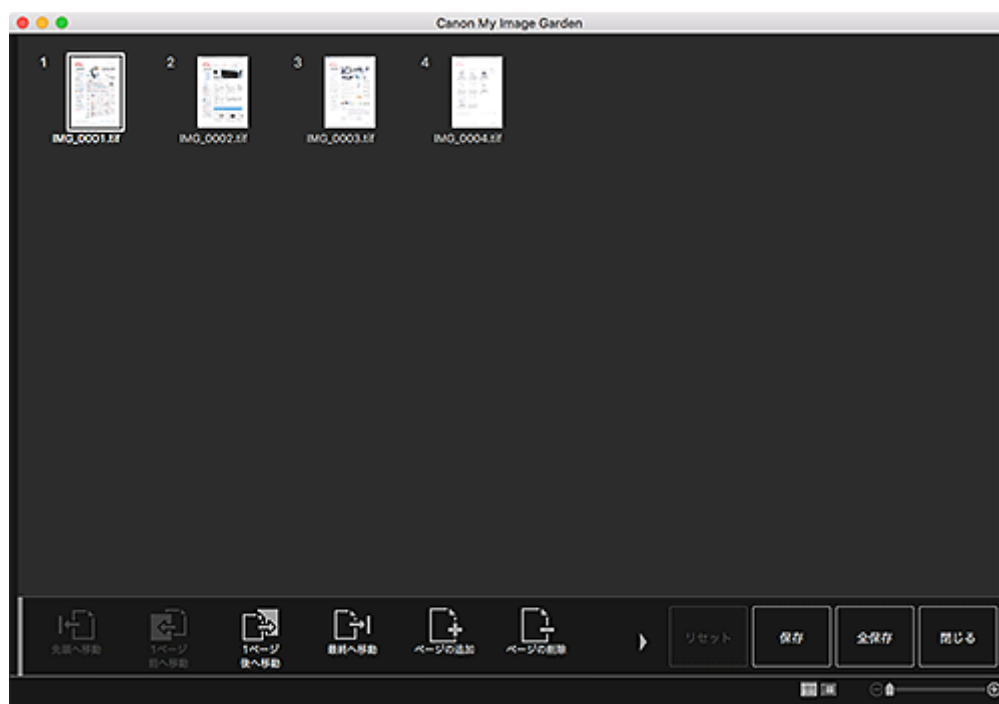 Canon My Image Garden
1
2
3
4
IMG_0001.tif
IMG_0002.tif
IMG_0003.tif
IMG_0004.tif
先頭へ移動
1ページ
前へ移動
1ページ
後へ移動
最終へ移動
ページの追加
ページの削除
リセット
保存
全保存
閉じる